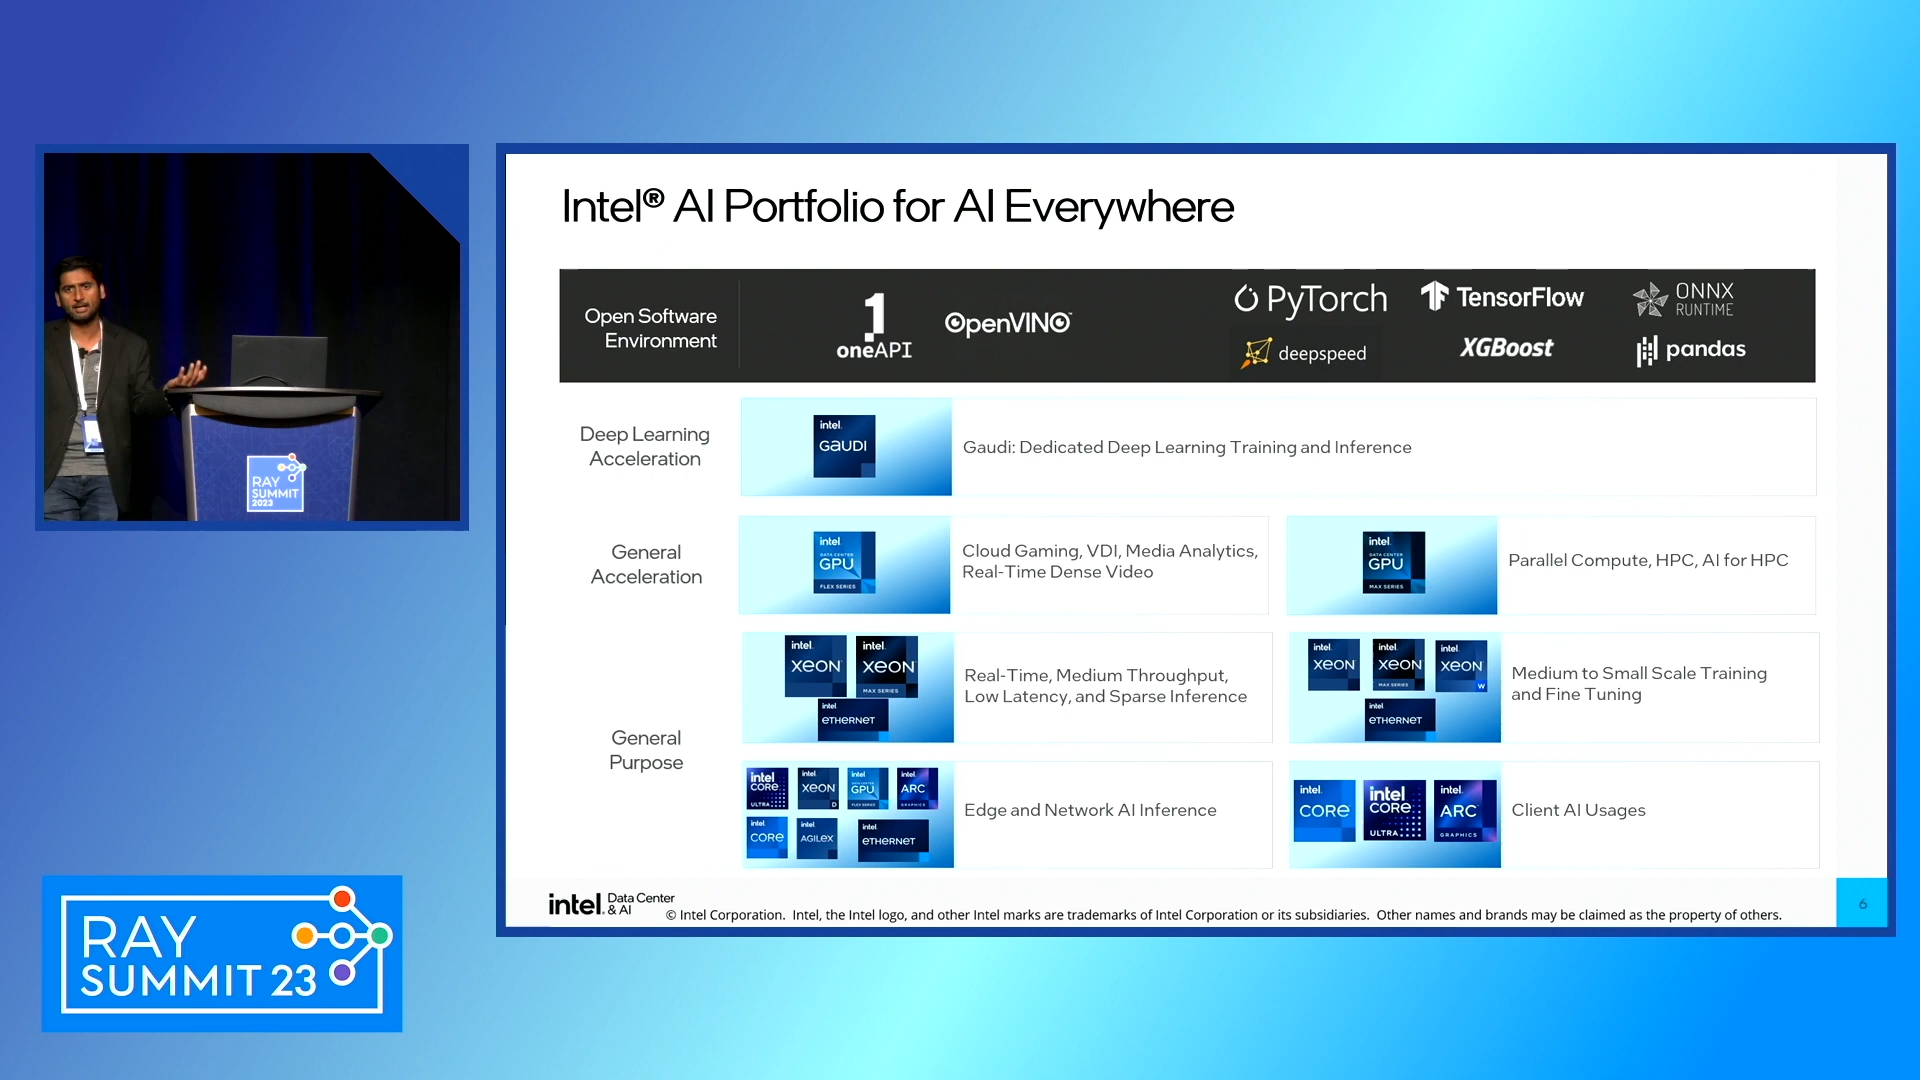 Intel® AI Portfolio for AI Everywhere
Open Software
Environment
1
oneAPI
OpenVINO™
PyTorch
deepspeed
TensorFlow
XGBoost
ONNX
RUNTIME
pandas
Deep Learning
Acceleration
intel.
GAUDI
Gaudi: Dedicated Deep Learning Training and Inference
General
Acceleration
intel.
DATA CENTER
GPU
FLEX SERIES
Cloud Gaming, VDI, Media Analytics,
Real-Time Dense Video
intel.
DATA CENTER
GPU
MAX SERIES
Parallel Compute, HPC, AI for HPC
General
Purpose
intel.
XEON
intel.
XEON
MAX SERIES
intel.
ETHERNET
Real-Time, Medium Throughput,
Low Latency, and Sparse Inference
intel.
XEON
intel.
XEON
MAX SERIES
intel.
XEON
W
intel.
ETHERNET
Medium to Small Scale Training
and Fine Tuning
intel
CORE
ULTRA
intel.
XEON
D
intel.
DATA CENTER
GPU
FLEX SERIES
intel.
ARC
GRAPHICS
intel.
CORE
intel.
AGILEX
intel.
ETHERNET
Edge and Network AI Inference
intel.
CORE
intel
CORE
ULTRA
intel.
ARC
GRAPHICS
Client AI Usages
intel. Data Center
& AI
© Intel Corporation. Intel, the Intel logo, and other Intel marks are trademarks of Intel Corporation or its subsidiaries. Other names and brands may be claimed as the property of others.
6
RAY
SUMMIT
2023
RAY
SUMMIT 23